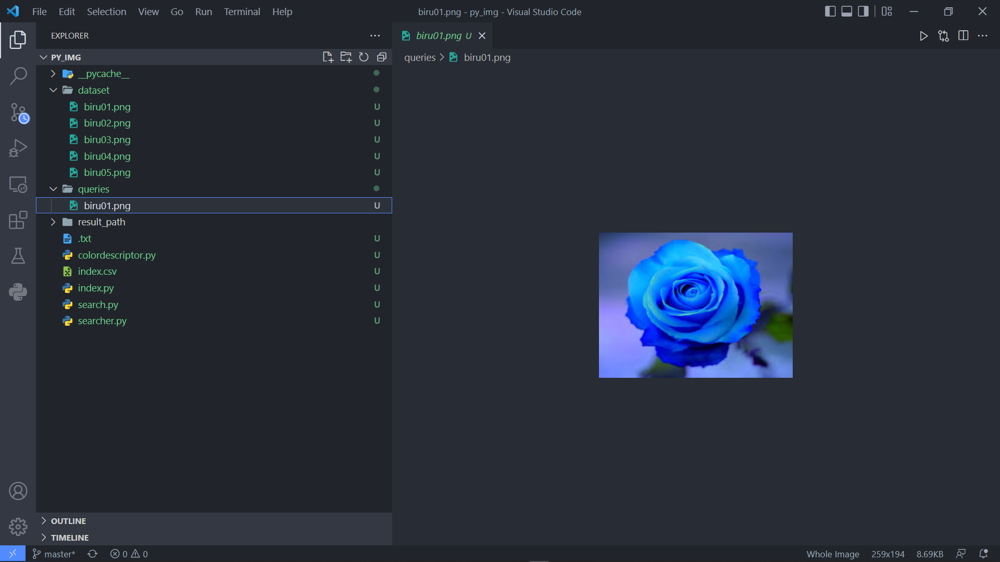 File Edit Selection View Go Run Terminal Help
biru01.png - py_img - Visual Studio Code
EXPLORER
PY_IMG
__pycache__
dataset
biru01.png U
biru02.png U
biru03.png U
biru04.png U
biru05.png U
queries
biru01.png U
result_path
.txt U
colordescriptor.py U
index.csv U
index.py U
search.py U
searcher.py U
OUTLINE
TIMELINE
biru01.png U
queries > biru01.png
master* 0 0
Whole Image 259x194 8.69KB